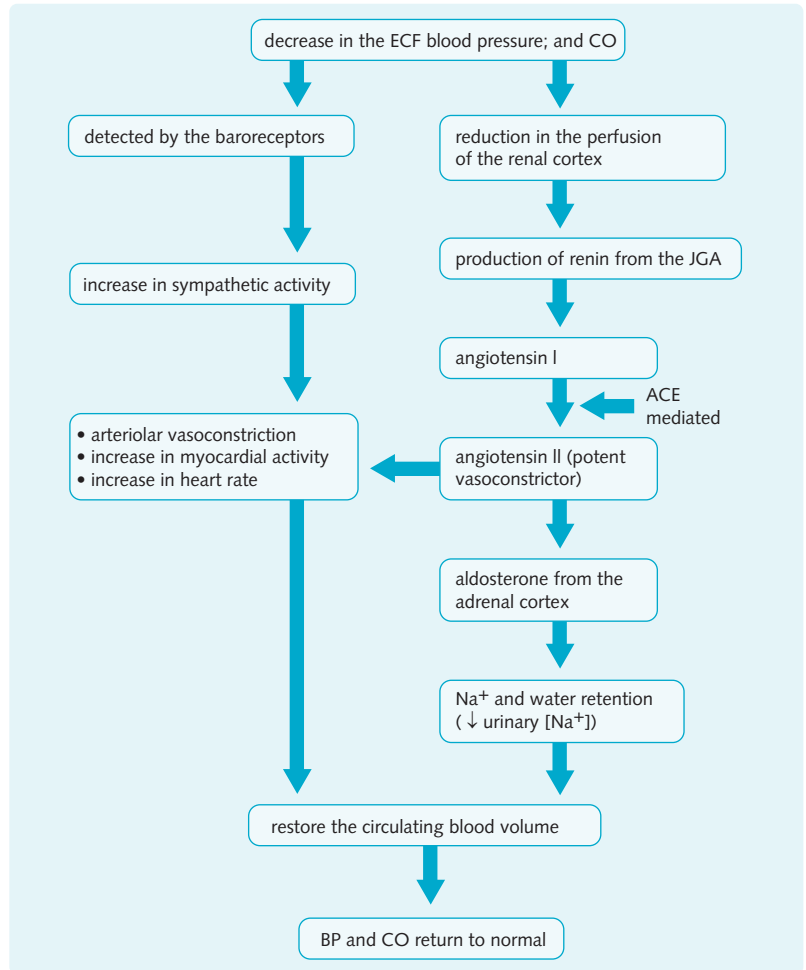 decrease in the ECF blood pressure; and CO
detected by the baroreceptors
reduction in the perfusion
of the renal cortex
increase in sympathetic activity
production of renin from the JGA
angiotensin I
ACE
mediated
• arteriolar vasoconstriction
• increase in myocardial activity
• increase in heart rate
angiotensin II (potent
vasoconstrictor)
aldosterone from the
adrenal cortex
Na⁺ and water retention
(↓ urinary [Na⁺])
restore the circulating blood volume
BP and CO return to normal